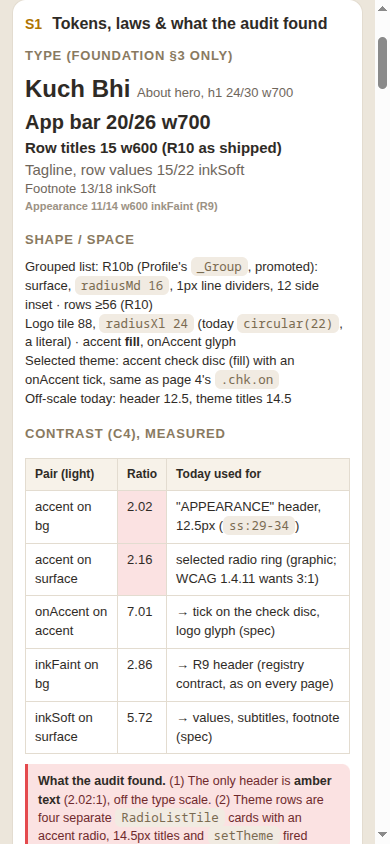 S1 Tokens, laws & what the audit found
TYPE (FOUNDATION §3 ONLY)
Kuch Bhi About hero, h1 24/30 w700
App bar 20/26 w700
Row titles 15 w600 (R10 as shipped)
Tagline, row values 15/22 inkSoft
Footnote 13/18 inkSoft
Appearance 11/14 w600 inkFaint (R9)
SHAPE / SPACE
Grouped list: R10b (Profile's _Group, promoted):
surface, radiusMd 16, 1px line dividers, 12 side
inset · rows ≥56 (R10)
Logo tile 88, radiusXl 24 (today circular(22),
a literal) · accent fill, onAccent glyph
Selected theme: accent check disc (fill) with an
onAccent tick, same as page 4's .chk.on
Off-scale today: header 12.5, theme titles 14.5
CONTRAST (C4), MEASURED
Pair (light) Ratio Today used for
accent on bg 2.02 "APPEARANCE" header, 12.5px (ss:29-34)
accent on surface 2.16 selected radio ring (graphic; WCAG 1.4.11 wants 3:1)
onAccent on accent 7.01 → tick on the check disc, logo glyph (spec)
inkFaint on bg 2.86 → R9 header (registry contract, as on every page)
inkSoft on surface 5.72 → values, subtitles, footnote (spec)
What the audit found. (1) The only header is amber
text (2.02:1), off the type scale. (2) Theme rows are
four separate RadioListTile cards with an
accent radio, 14.5px titles and setTheme fired